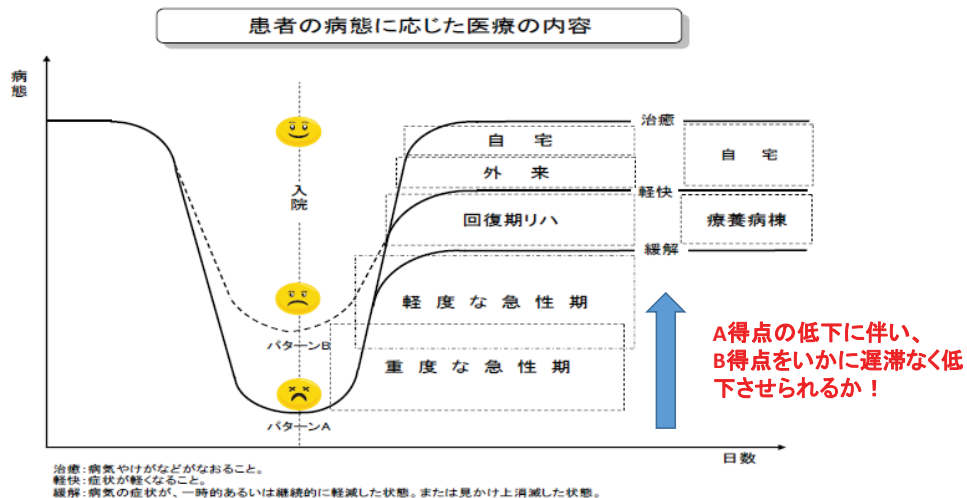 患者の病態に応じた医療の内容
病態
治癒
自宅
自宅
外来
入院
軽快
回復期リハ
療養病棟
緩解
軽度な急性期
パターンB
重度な急性期
A得点の低下に伴い、
B得点をいかに遅滞なく低
下させられるか！
パターンA
日数
治癒:病気やけがなどがなおること。
軽快:症状が軽くなること。
緩解:病気の症状が、一時的あるいは継続的に軽減した状態。または見かけ上消滅した状態。